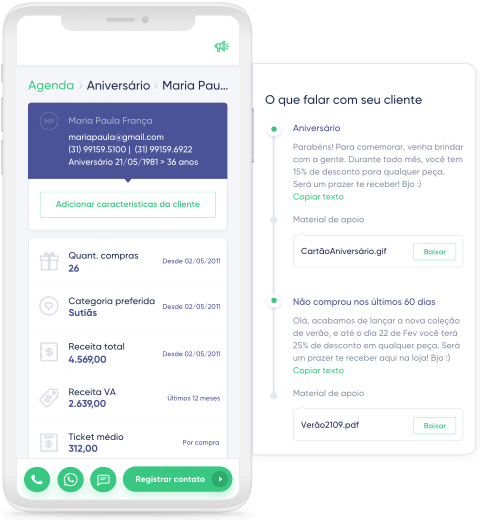 Agenda > Aniversário > Maria Pau...
MP
Maria Paula França
mariapaula@gmail.com
(31) 99159.5100 | (31) 99159.6922
Aniversário 21/05/1981 > 36 anos
Adicionar características da cliente
Quant. compras
26
Desde 02/05/2011
Categoria preferida
Sutiãs
Desde 02/05/2011
Receita total
4.569,00
Desde 02/05/2011
Receita VA
2.639,00
Últimos 12 meses
Ticket médio
312,00
Por compra
Registrar contato
O que falar com seu cliente
Aniversário
Parabéns! Para comemorar, venha brindar
com a gente. Durante todo mês, você tem
15% de desconto para qualquer peça.
Será um prazer te receber! Bjo :)
Copiar texto
Material de apoio
CartãoAniversário.gif
Baixar
Não comprou nos últimos 60 dias
Olá, acabamos de lançar a nova coleção
de verão, e até o dia 22 de Fev você terá
25% de desconto em qualquer peça. Será
um prazer te receber aqui na loja! Bjo :)
Copiar texto
Material de apoio
Verão2109.pdf
Baixar